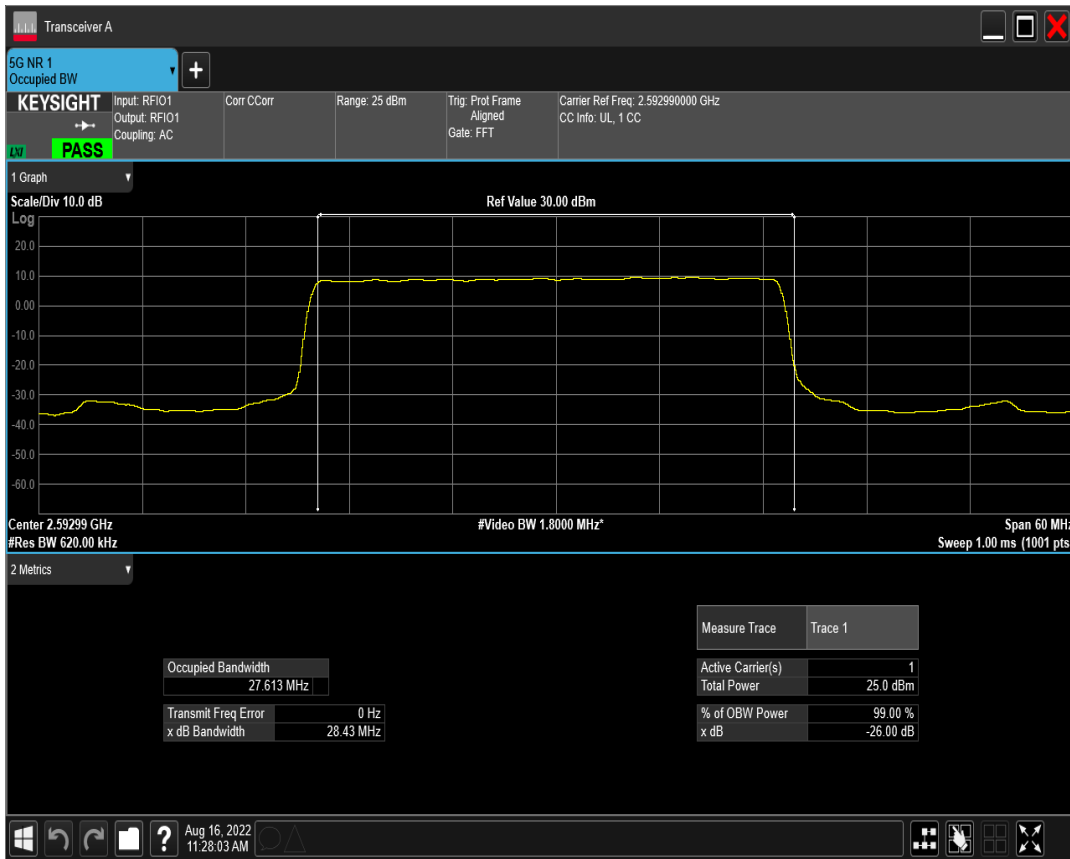 Transceiver A
5G NR 1
Occupied BW
+
KEYSIGHT
LXI
PASS
Input: RFIO1
Output: RFIO1
Coupling: AC
Corr CCorr
Range: 25 dBm
Trig: Prot Frame
Aligned
Gate: FFT
Carrier Ref Freq: 2.592990000 GHz
CC Info: UL, 1 CC
1 Graph
Scale/Div 10.0 dB
Ref Value 30.00 dBm
Log
20.0
10.0
0.00
-10.0
-20.0
-30.0
-40.0
-50.0
-60.0
Center 2.59299 GHz
#Video BW 1.8000 MHz*
Span 60 MHz
#Res BW 620.00 kHz
Sweep 1.00 ms (1001 pts
2 Metrics
Measure Trace Trace 1
Occupied Bandwidth
27.613 MHz
Active Carrier(s) 1
Total Power 25.0 dBm
Transmit Freq Error 0 Hz
x dB Bandwidth 28.43 MHz
% of OBW Power 99.00 %
x dB -26.00 dB
?
Aug 16, 2022
11:28:03 AM